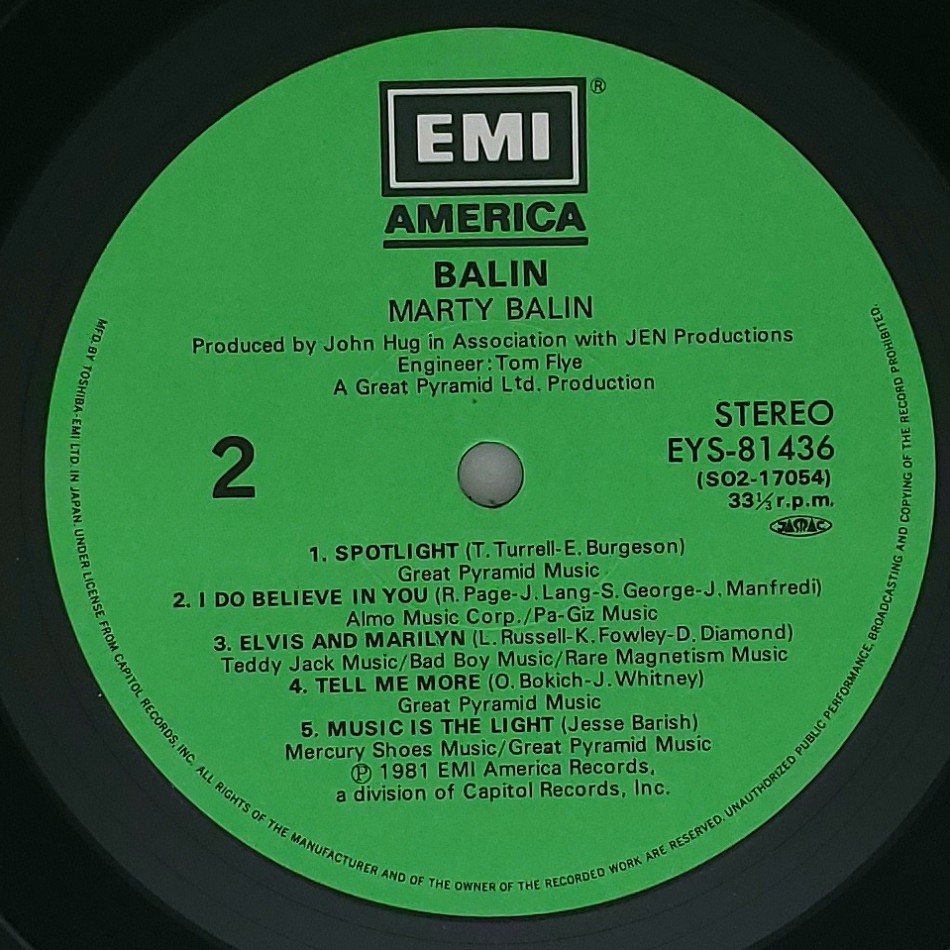 EMI
®
AMERICA
BALIN
MARTY BALIN
Produced by John Hug in Association with JEN Productions
Engineer: Tom Flye
A Great Pyramid Ltd. Production
2
STEREO
EYS-81436
(SO2-17054)
33⅓ r.p.m.
JASRAC
1. SPOTLIGHT (T. Turrell-E. Burgeson)
Great Pyramid Music
2. I DO BELIEVE IN YOU (R. Page-J. Lang-S. George-J. Manfredi)
Almo Music Corp./Pa-Giz Music
3. ELVIS AND MARILYN (L. Russell-K. Fowley-D. Diamond)
Teddy Jack Music/Bad Boy Music/Rare Magnetism Music
4. TELL ME MORE (O. Bokich-J. Whitney)
Great Pyramid Music
5. MUSIC IS THE LIGHT (Jesse Barish)
Mercury Shoes Music/Great Pyramid Music
℗ 1981 EMI America Records,
a division of Capitol Records, Inc.
MFD. BY TOSHIBA-EMI LTD. IN JAPAN. UNDER LICENSE FROM CAPITOL RECORDS, INC. ALL RIGHTS OF THE MANUFACTURER AND OF THE OWNER OF THE RECORDED WORK ARE RESERVED. UNAUTHORIZED PUBLIC PERFORMANCE, BROADCASTING AND COPYING OF THE RECORD PROHIBITED.